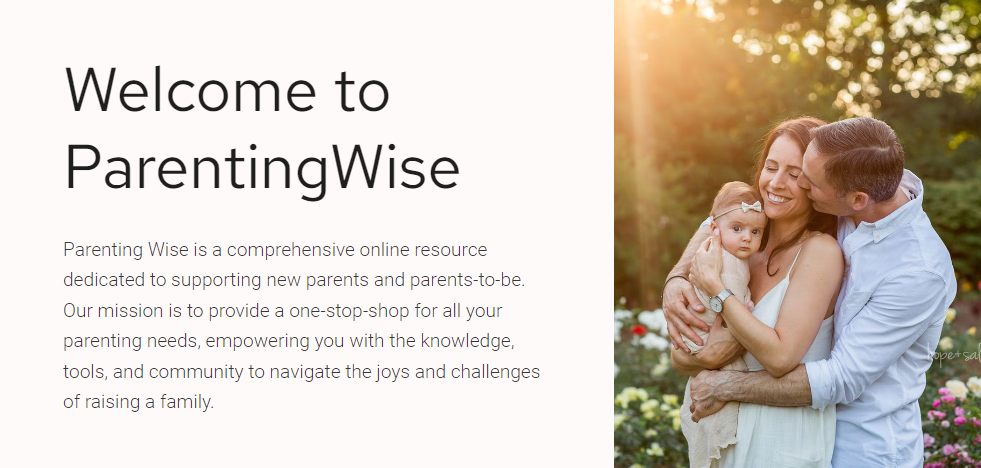 Welcome to
ParentingWise
Parenting Wise is a comprehensive online resource
dedicated to supporting new parents and parents-to-be.
Our mission is to provide a one-stop-shop for all your
parenting needs, empowering you with the knowledge,
tools, and community to navigate the joys and challenges
of raising a family.
hope+sal